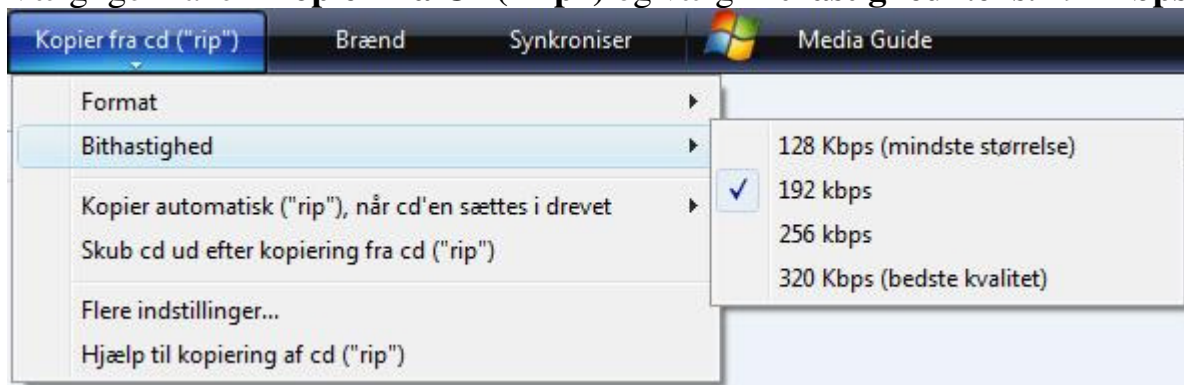 Kopier fra cd ("rip") Brænd Synkroniser Media Guide
Format
Bithastighed
Kopier automatisk ("rip"), når cd'en sættes i drevet
Skub cd ud efter kopiering fra cd ("rip")
Flere indstillinger...
Hjælp til kopiering af cd ("rip")
128 Kbps (mindste størrelse)
192 kbps
256 kbps
320 Kbps (bedste kvalitet)